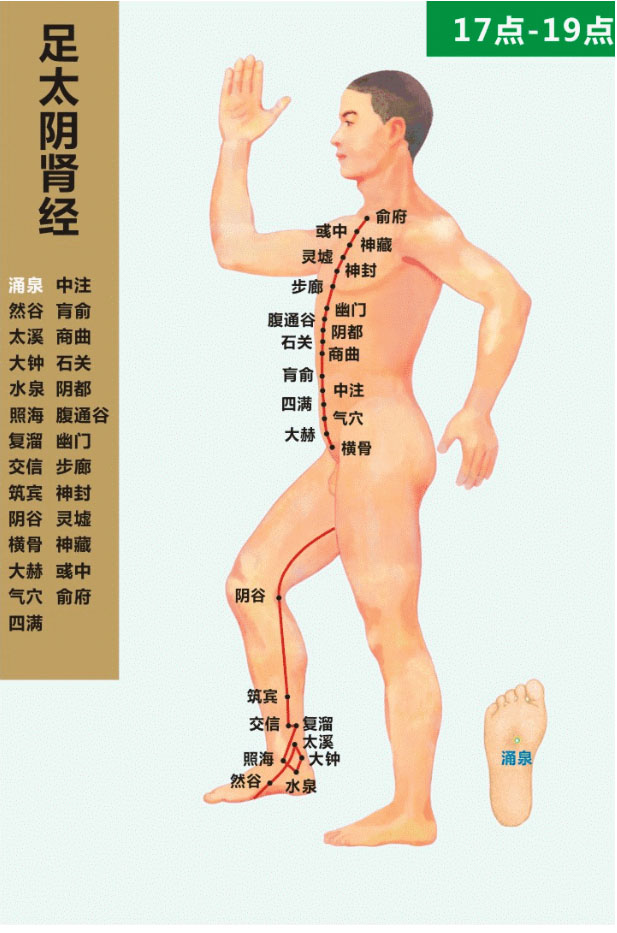 17点-19点
足太阴肾经
涌泉 中注
然谷 肓俞
太溪 商曲
大钟 石关
水泉 阴都
照海 腹通谷
复溜 幽门
交信 步廊
筑宾 神封
阴谷 灵墟
横骨 神藏
大赫 彧中
气穴 俞府
四满
俞府
彧中
神藏
灵墟
神封
步廊
幽门
腹通谷
阴都
石关
商曲
肓俞
中注
四满
气穴
大赫
横骨
阴谷
筑宾
交信
复溜
太溪
照海
大钟
然谷
水泉
涌泉